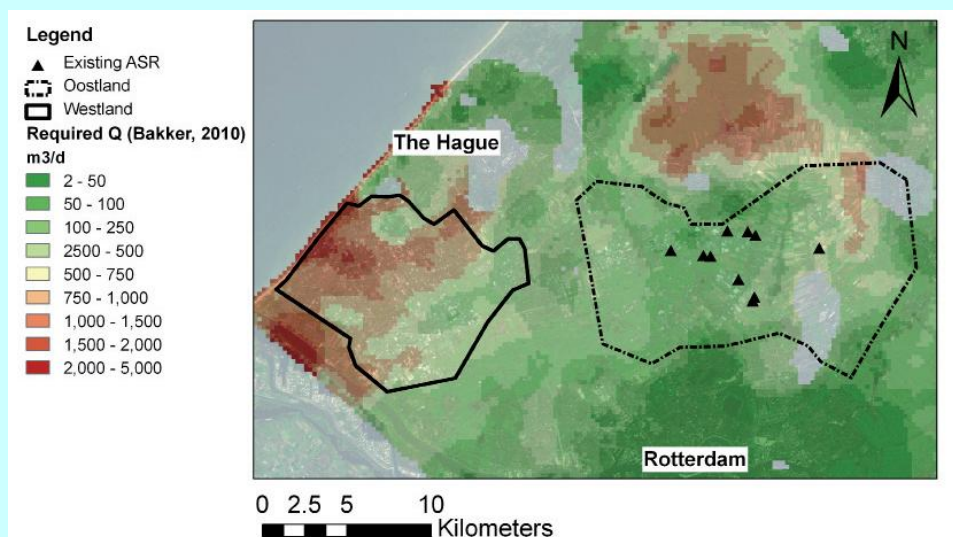 Legend
Existing ASR
Oostland
Westland
Required Q (Bakker, 2010)
m3/d
2 - 50
50 - 100
100 - 250
2500 - 500
500 - 750
750 - 1,000
1,000 - 1,500
1,500 - 2,000
2,000 - 5,000
N
The Hague
Rotterdam
0 2.5 5 10
Kilometers